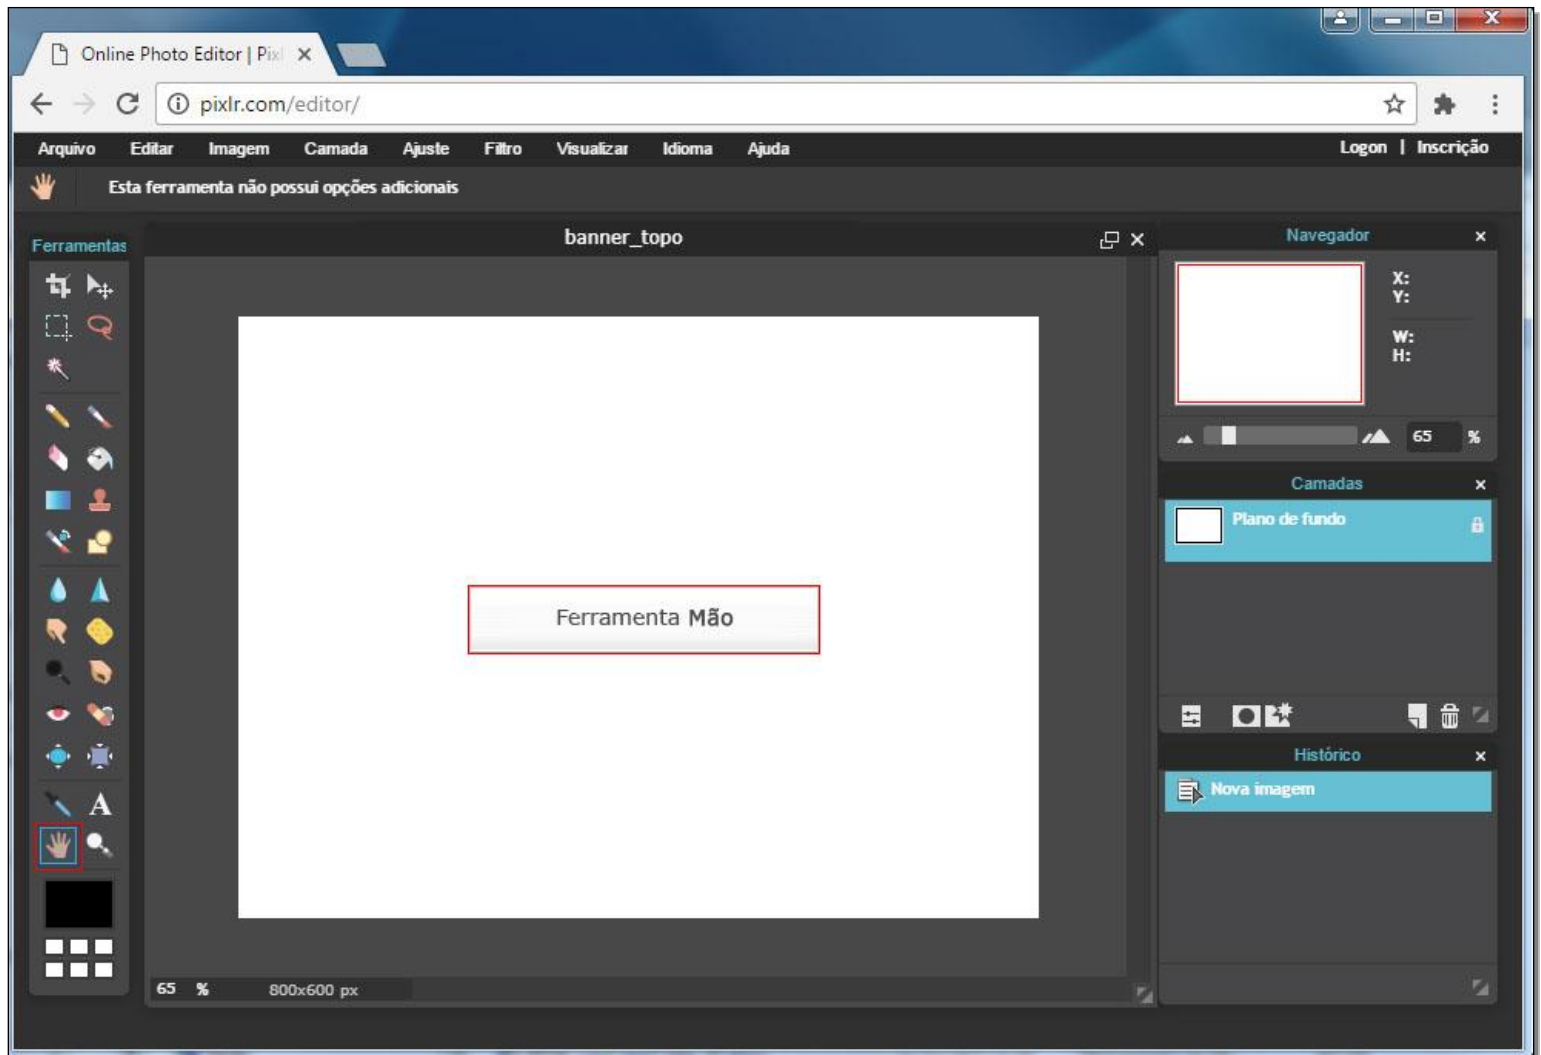 Online Photo Editor | Pixl
pixlr.com/editor/
Arquivo Editar Imagem Camada Ajuste Filtro Visualizar Idioma Ajuda Logon | Inscrição
Esta ferramenta não possui opções adicionais
Ferramentas
banner_topo
Navegador
X:
Y:
W:
H:
65 %
Camadas
Plano de fundo
Ferramenta Mão
Histórico
Nova imagem
A
65 % 800x600 px